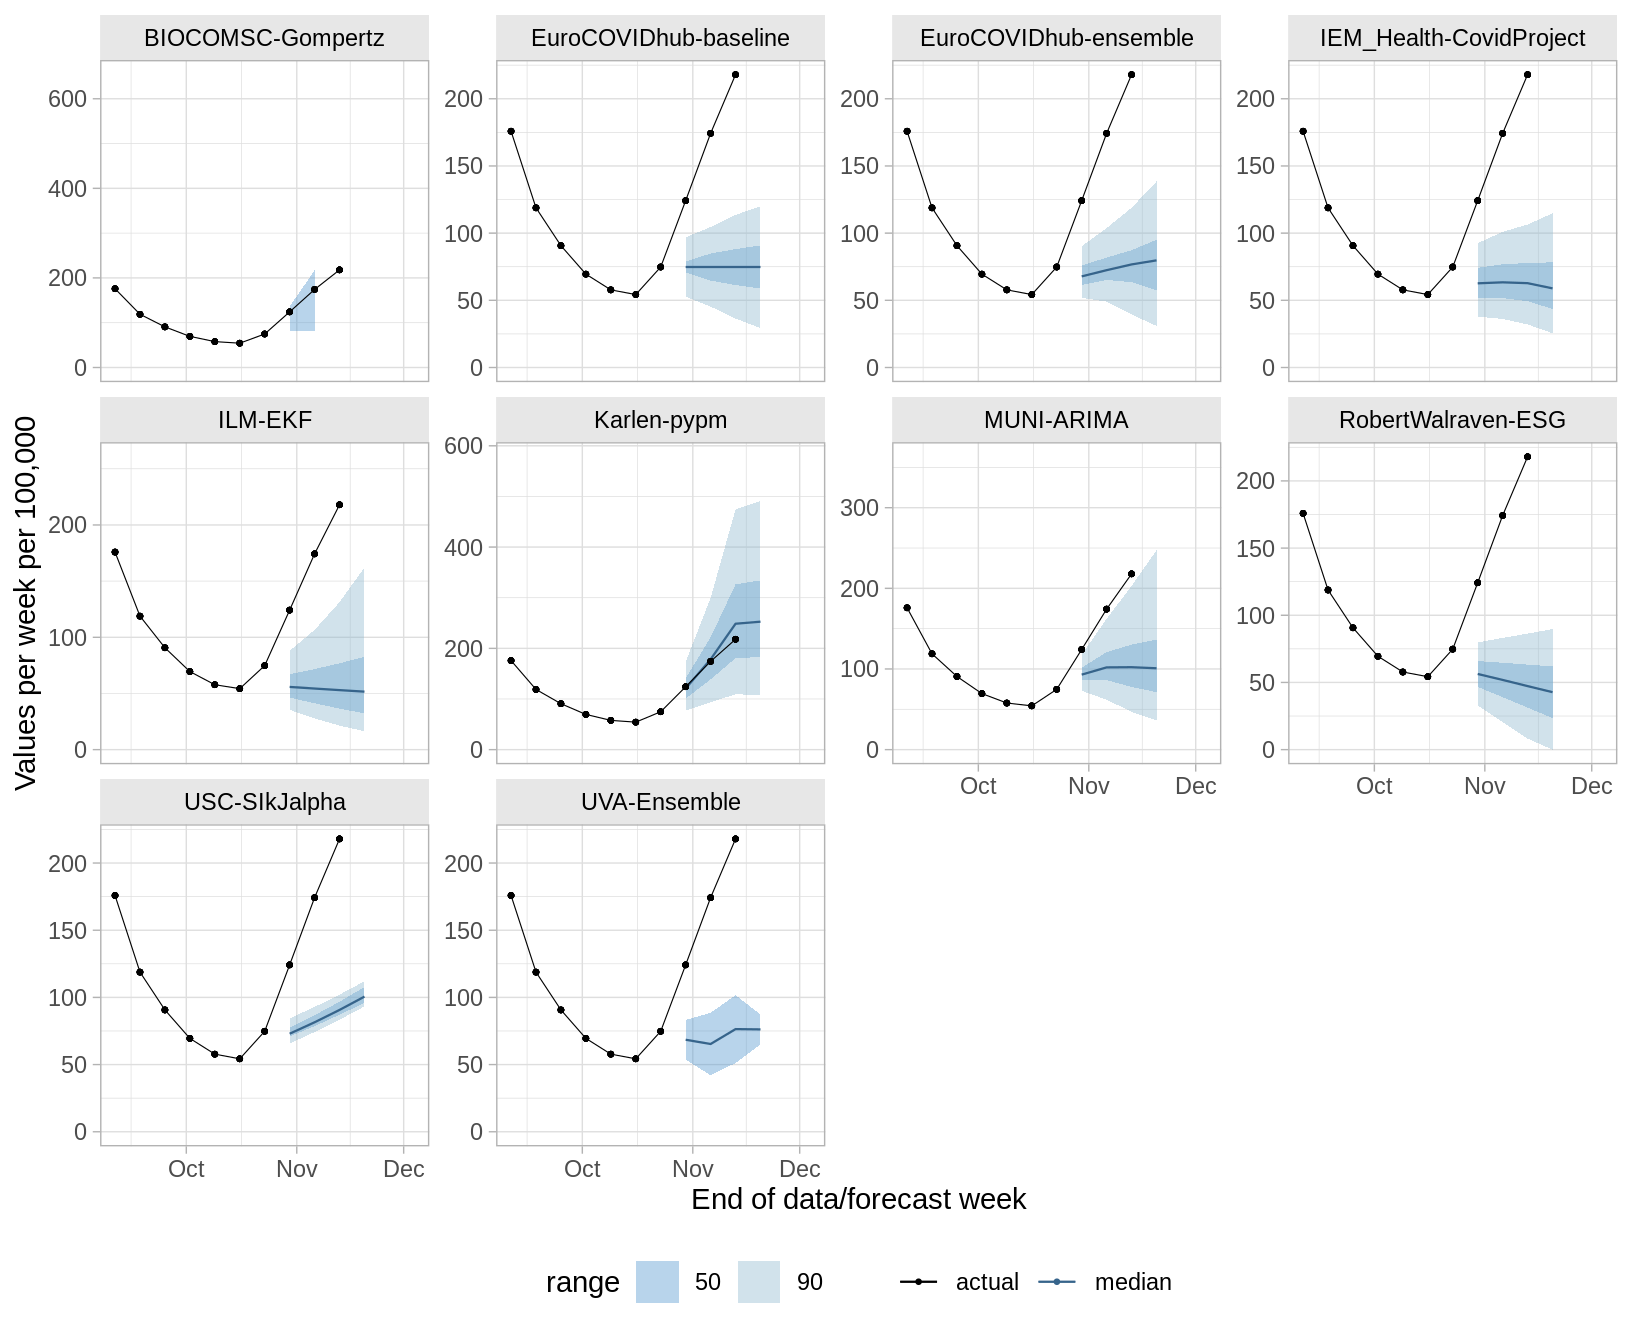 BIOCOMSC-Gompertz
EuroCOVIDhub-baseline
EuroCOVIDhub-ensemble
IEM_Health-CovidProject
600
400
200
0
200
150
100
50
0
200
150
100
50
0
200
150
100
50
0
Values per week per 100,000
ILM-EKF
Karlen-pypm
MUNI-ARIMA
RobertWalraven-ESG
200
100
0
600
400
200
0
300
200
100
0
200
150
100
50
0
Oct Nov Dec
Oct Nov Dec
USC-SIkJalpha
UVA-Ensemble
200
150
100
50
0
200
150
100
50
0
Oct Nov Dec
Oct Nov Dec
End of data/forecast week
range 50 90 actual median